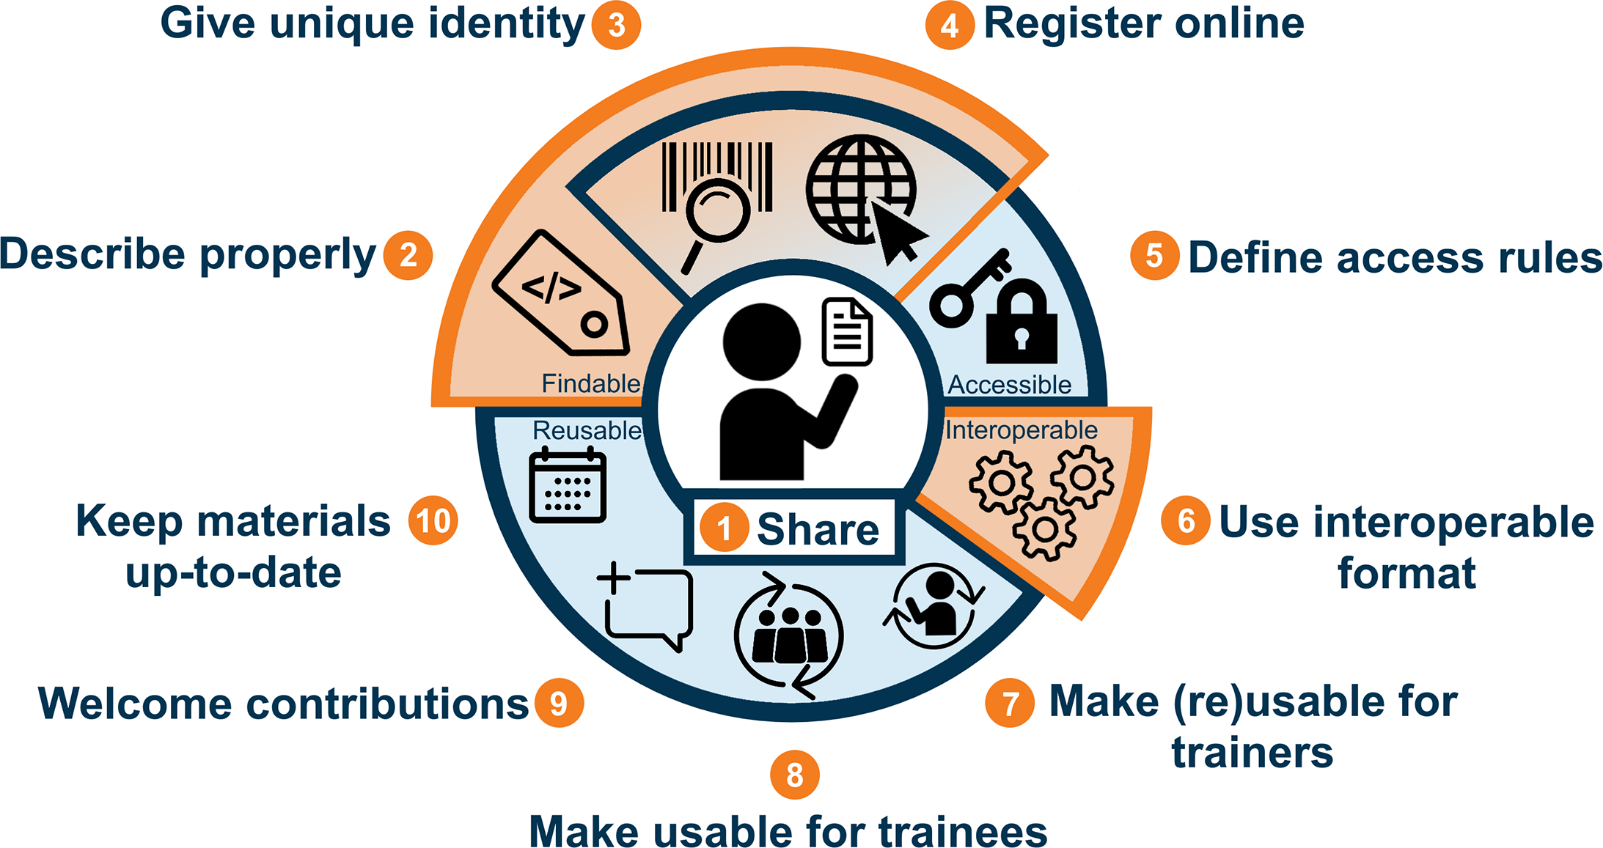 Give unique identity 3
4 Register online
Describe properly 2
</>
5 Define access rules
Findable
Accessible
Reusable
Interoperable
1 Share
Keep materials 10
up-to-date
6 Use interoperable
format
Welcome contributions 9
7 Make (re)usable for
trainers
8
Make usable for trainees